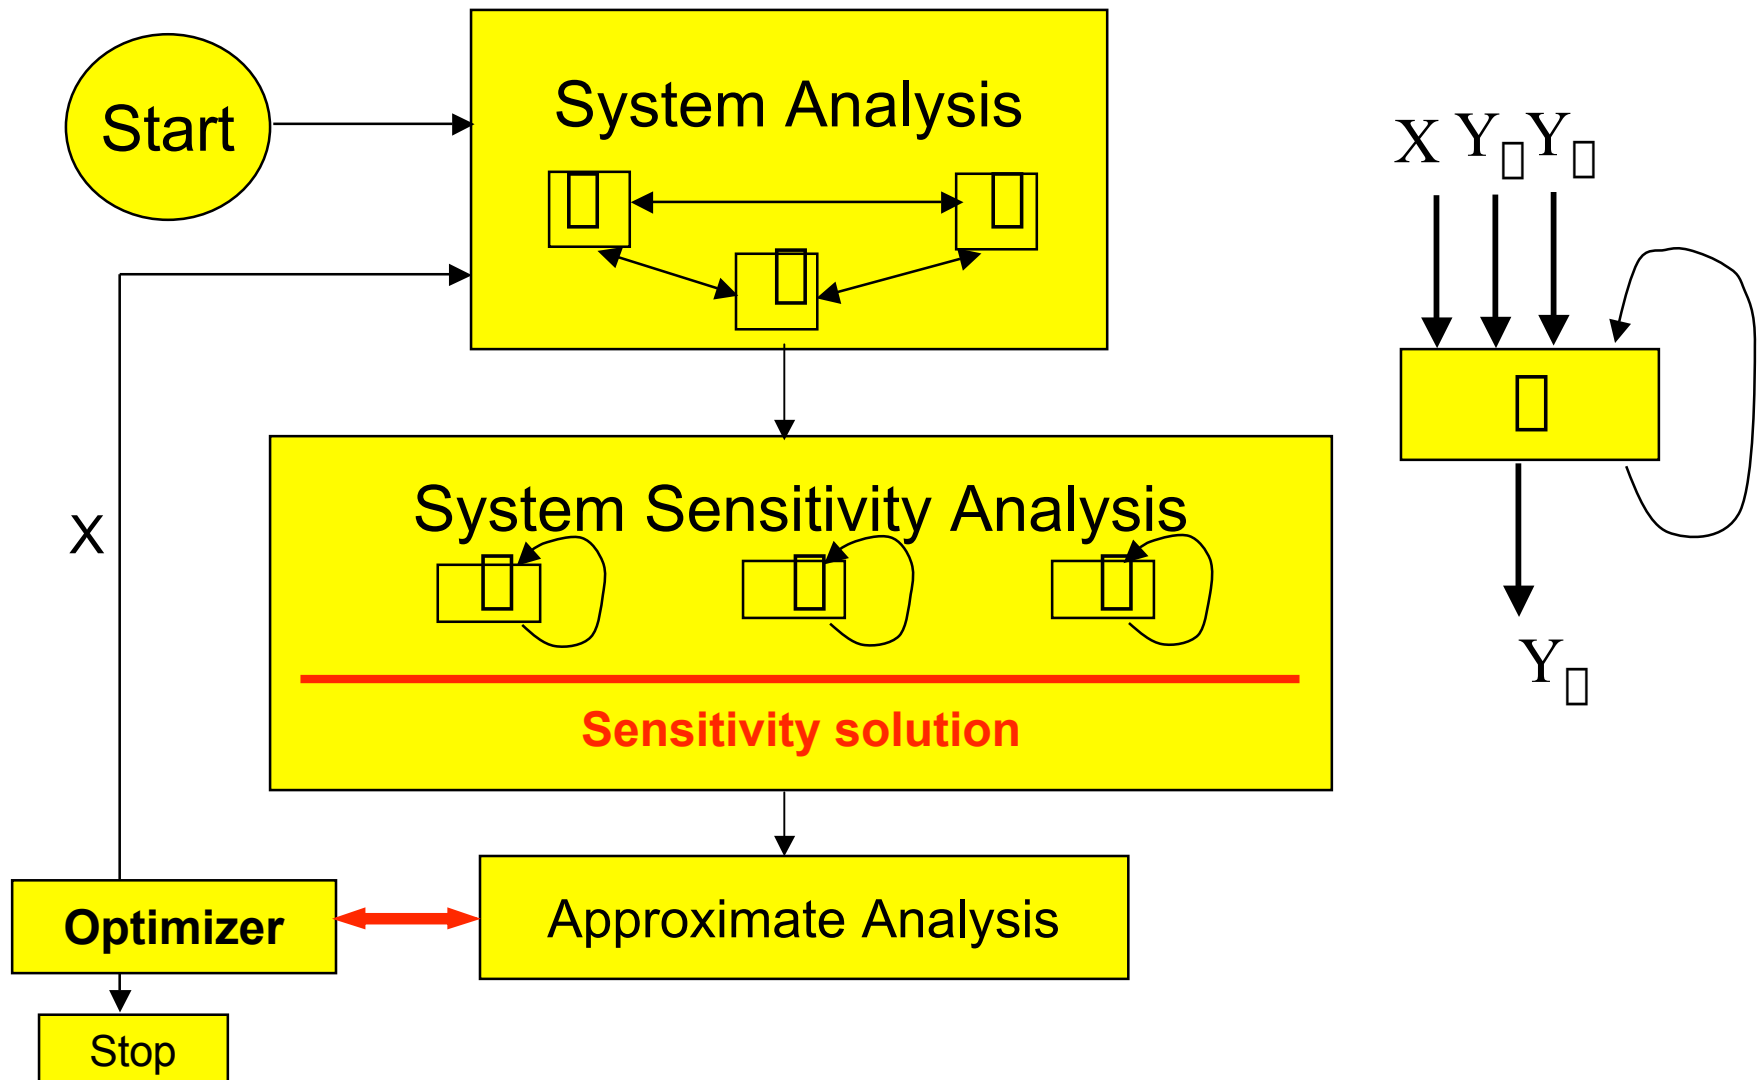 Start
System Analysis
X Y Y
System Sensitivity Analysis
X
Sensitivity solution
Y
Optimizer
Approximate Analysis
Stop